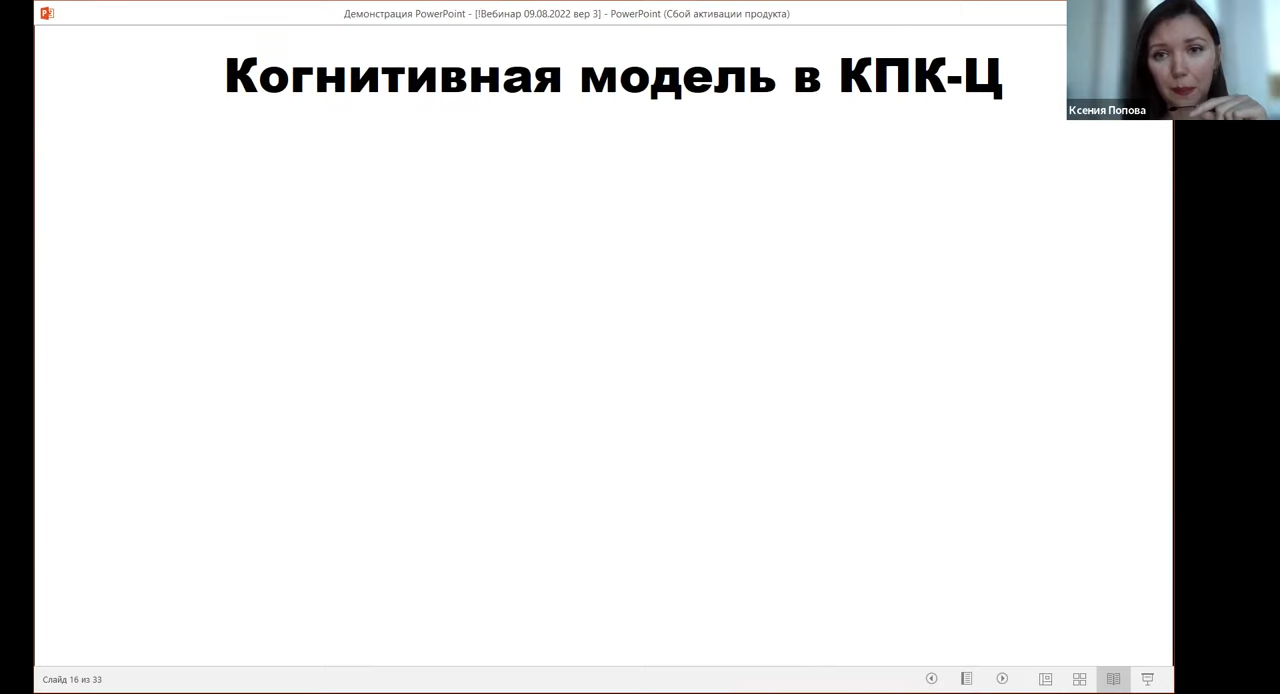 Демонстрация PowerPoint - [!Вебинар 09.08.2022 вер 3] - PowerPoint (Сбой активации продукта)
Когнитивная модель в КПК-Ц
Ксения Попова
Слайд 16 из 33